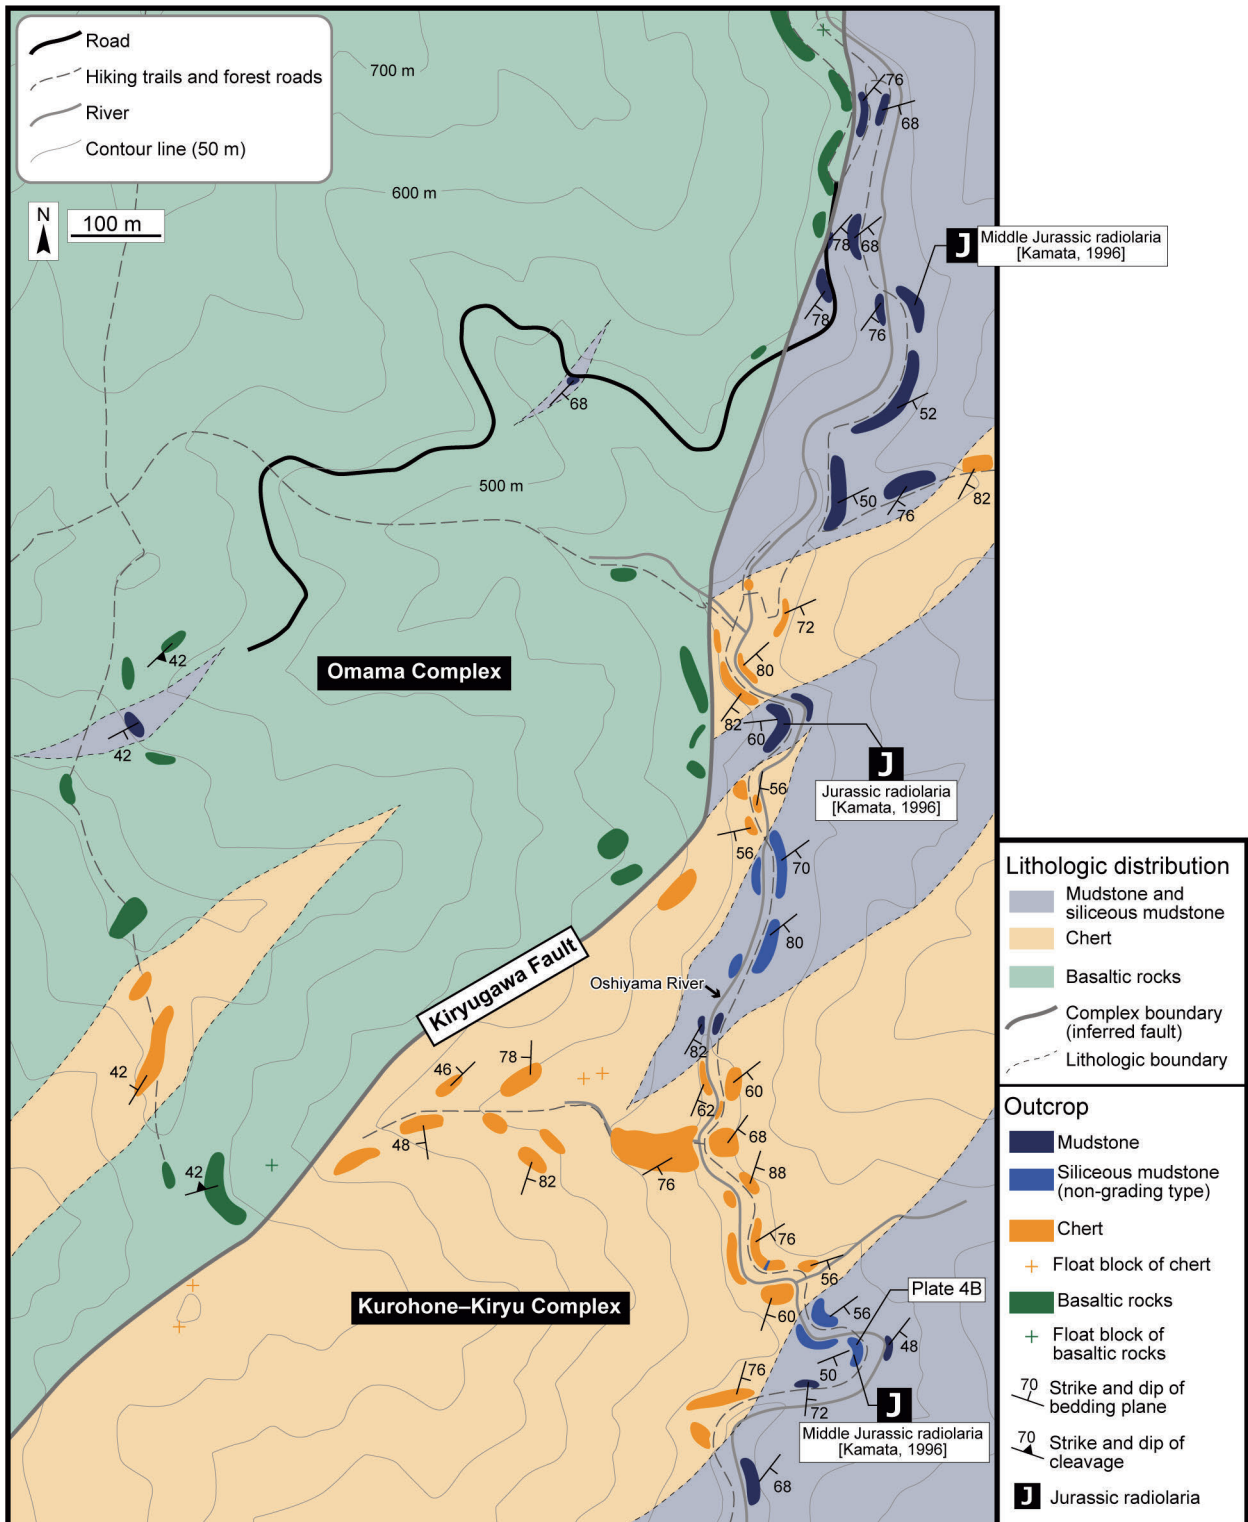 Road
Hiking trails and forest roads
River
Contour line (50 m)
N
100 m
700 m
600 m
500 m
76
68
78
68
J
Middle Jurassic radiolaria
[Kamata, 1996]
78
76
68
52
50
76
82
72
42
Omama Complex
80
82
60
42
J
Jurassic radiolaria
[Kamata, 1996]
56
56
70
80
Kiryugawa Fault
Oshiyama River
82
42
46
78
60
62
48
68
82
76
88
42
76
56
Kurohone–Kiryu Complex
60
Plate 4B
56
48
50
76
72
J
Middle Jurassic radiolaria
[Kamata, 1996]
68
Lithologic distribution
Mudstone and
siliceous mudstone
Chert
Basaltic rocks
Complex boundary
(inferred fault)
Lithologic boundary
Outcrop
Mudstone
Siliceous mudstone
(non-grading type)
Chert
Float block of chert
Basaltic rocks
Float block of
basaltic rocks
70
Strike and dip of
bedding plane
70
Strike and dip of
cleavage
J
Jurassic radiolaria